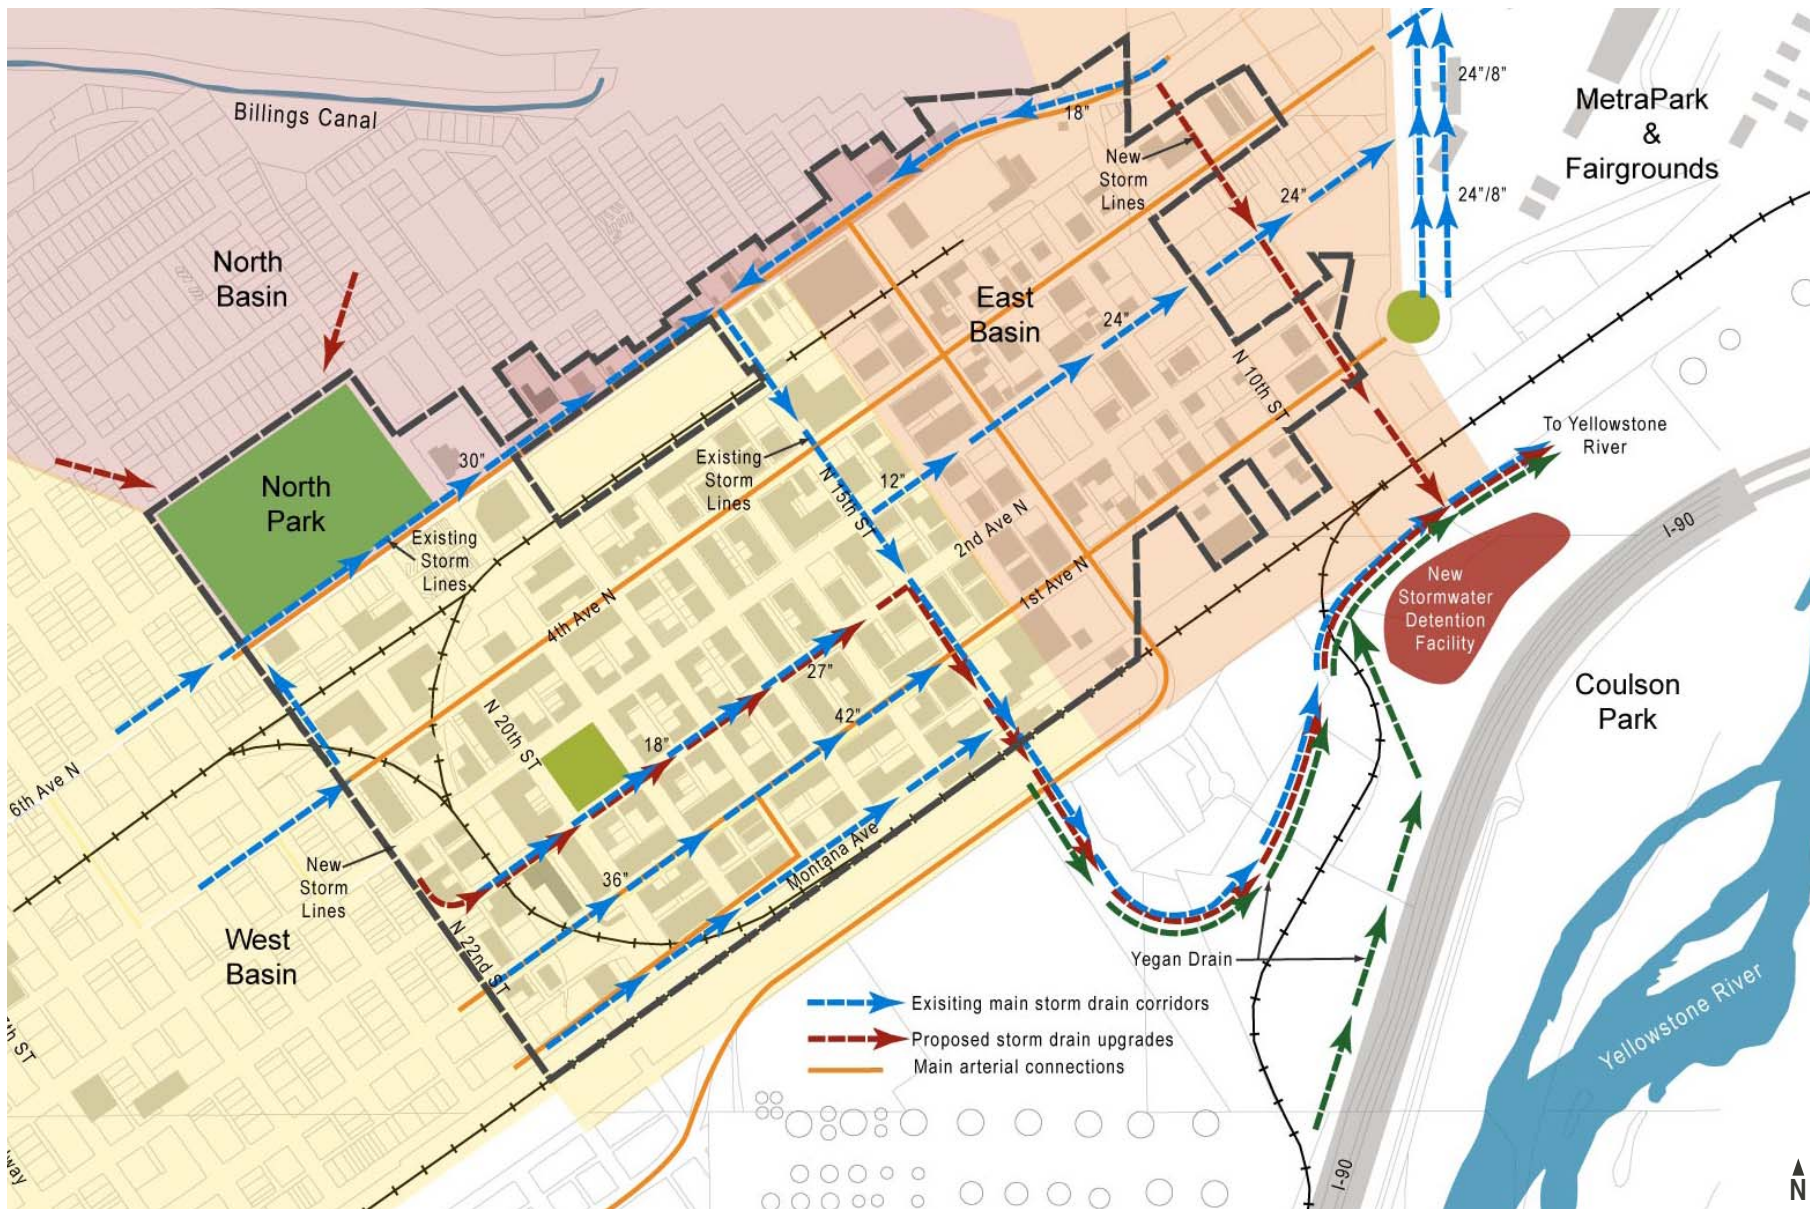 Billings Canal
18"
24"/8"
MetraPark
&
Fairgrounds
New
Storm
Lines
24"
24"/8"
North
Basin
East
Basin
24"
N 10th ST
To Yellowstone
River
30"
Existing
Storm
Lines
N 15th ST
12"
North
Park
2nd Ave N
I-90
Existing
Storm
Lines
1st Ave N
New
Stormwater
Detention
Facility
4th Ave N
27"
Coulson
Park
N 20th ST
42"
18"
6th Ave N
New
Storm
Lines
36"
Montana Ave
West
Basin
N 22nd ST
Yegan Drain
Exisiting main storm drain corridors
Proposed storm drain upgrades
Main arterial connections
Yellowstone River
I-90
N